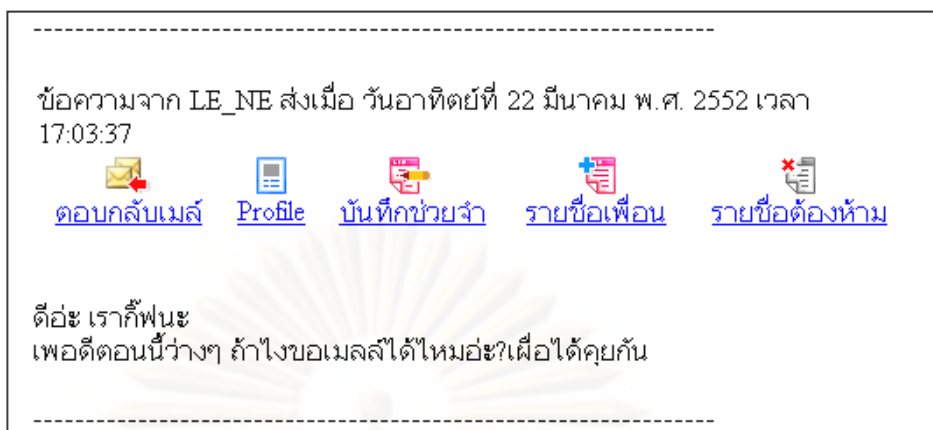 ----------------------------------------------------------------
ข้อความจาก LE_NE ส่งเมื่อ วันอาทิตย์ที่ 22 มีนาคม พ.ศ. 2552 เวลา
17:03:37
ตอบกลับเมล์ Profile บันทึกช่วยจำ รายชื่อเพื่อน รายชื่อต้องห้าม
ดีอ่ะ เรากิ๊ฟนะ
เพอดีตอนนี้ว่างๆ ถ้าไงขอเมลล์ได้ไหมอ่ะ?เผื่อได้คุยกัน
----------------------------------------------------------------